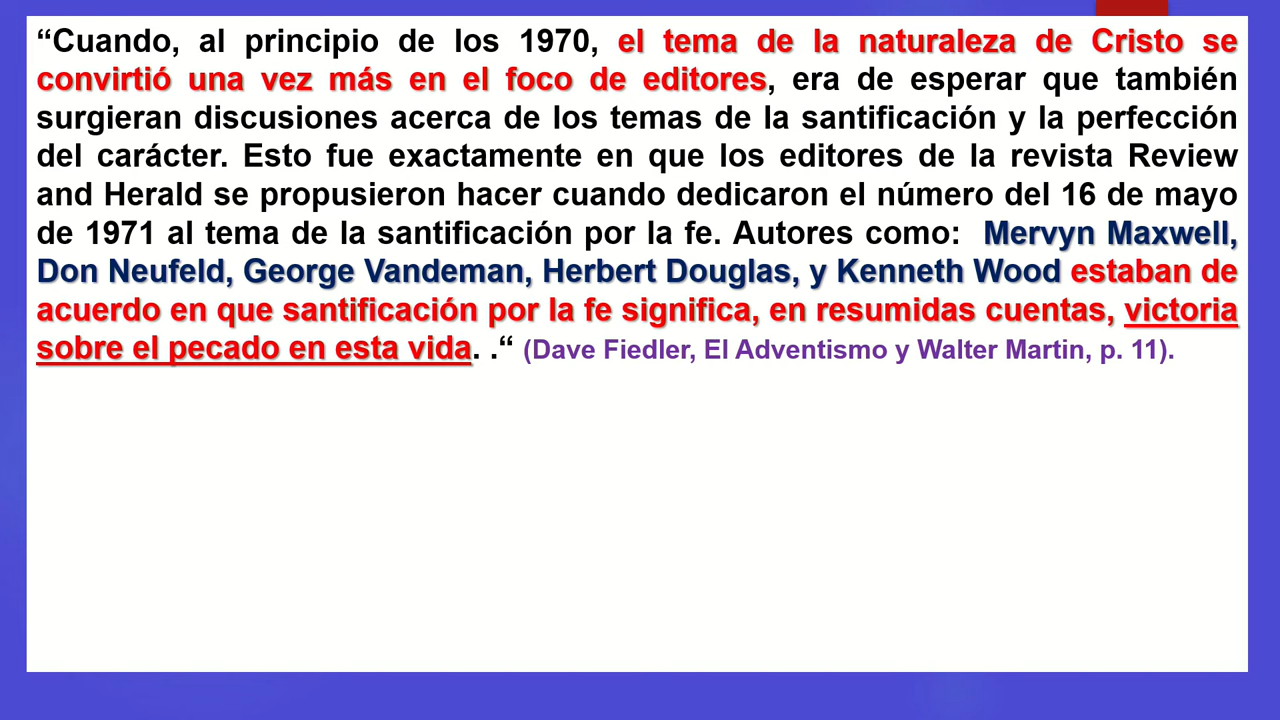 “Cuando, al principio de los 1970, el tema de la naturaleza de Cristo se
convirtió una vez más en el foco de editores, era de esperar que también
surgieran discusiones acerca de los temas de la santificación y la perfección
del carácter. Esto fue exactamente en que los editores de la revista Review
and Herald se propusieron hacer cuando dedicaron el número del 16 de mayo
de 1971 al tema de la santificación por la fe. Autores como: Mervyn Maxwell,
Don Neufeld, George Vandeman, Herbert Douglas, y Kenneth Wood estaban de
acuerdo en que santificación por la fe significa, en resumidas cuentas, victoria
sobre el pecado en esta vida. .“ (Dave Fiedler, El Adventismo y Walter Martin, p. 11).